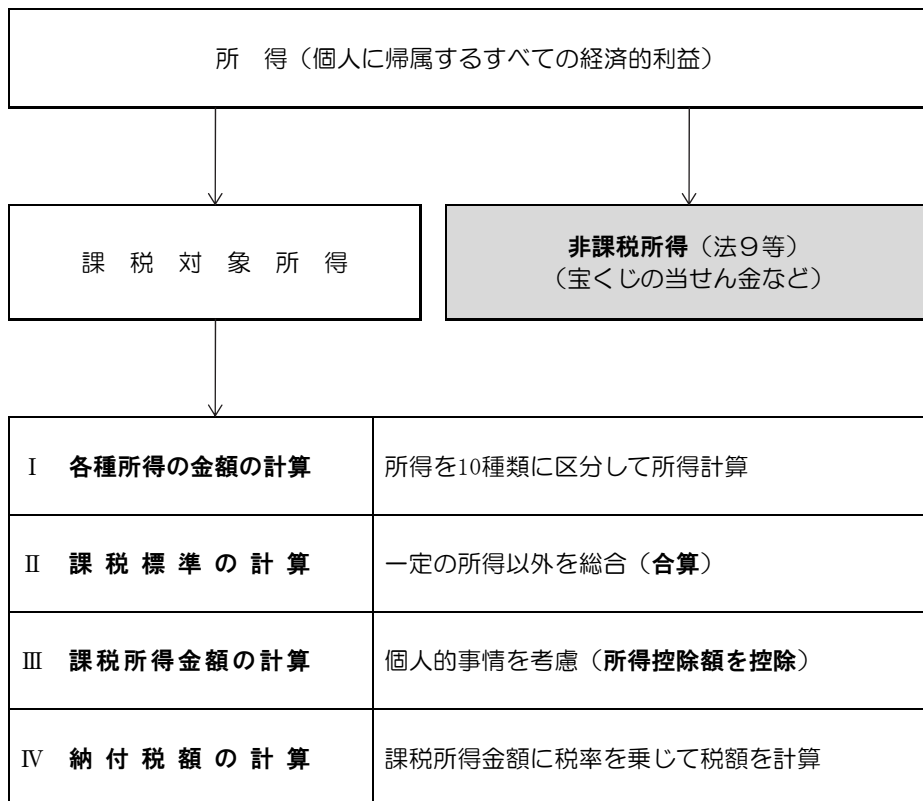 所　得（個人に帰属するすべての経済的利益）
課　税　対　象　所　得
非課税所得（法９等）
（宝くじの当せん金など）
Ⅰ　各種所得の金額の計算　所得を10種類に区分して所得計算
Ⅱ　課 税 標 準 の 計 算　一定の所得以外を総合（合算）
Ⅲ　課税所得金額の計算　個人的事情を考慮（所得控除額を控除）
Ⅳ　納 付 税 額 の 計 算　課税所得金額に税率を乗じて税額を計算